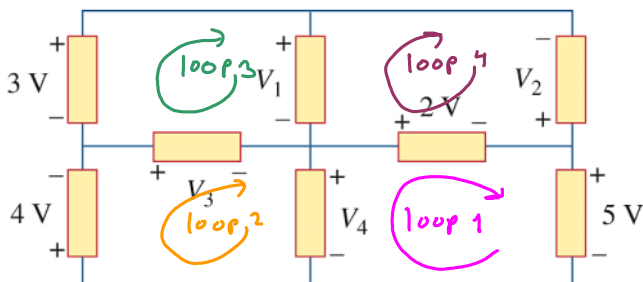 + + −
3 V loop,3 V1 loop 4 V2
− − 2 V +
+ −
− + − + +
4 V V3 V4 5 V
loop,2 loop 1
+ − −